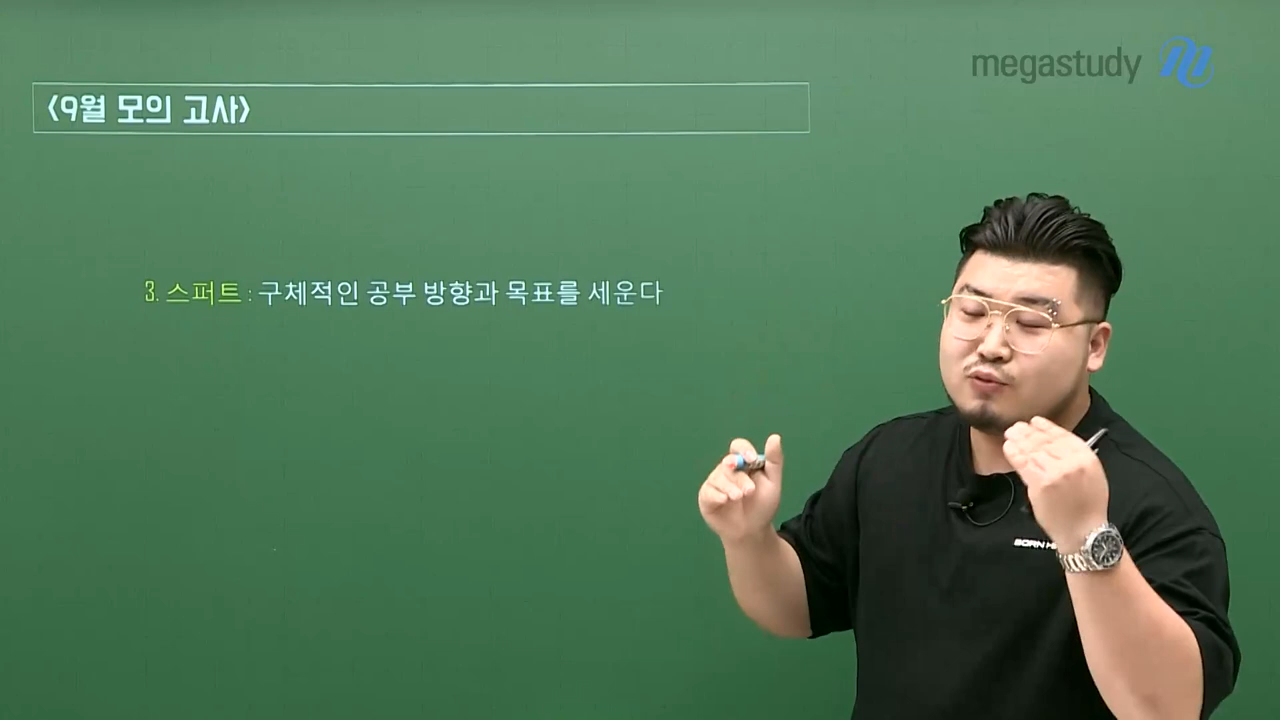 megastudy
<9월 모의 고사>
3. 스퍼트 : 구체적인 공부 방향과 목표를 세운다
BORN